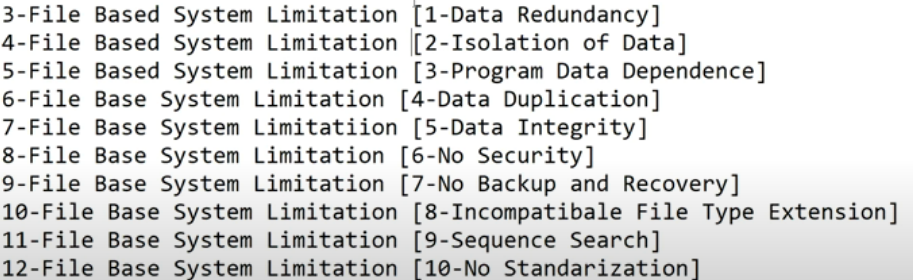 3-File Based System Limitation [1-Data Redundancy]
4-File Based System Limitation [2-Isolation of Data]
5-File Based System Limitation [3-Program Data Dependence]
6-File Base System Limitation [4-Data Duplication]
7-File Base System Limitatiion [5-Data Integrity]
8-File Base System Limitation [6-No Security]
9-File Base System Limitation [7-No Backup and Recovery]
10-File Base System Limitation [8-Incompatibale File Type Extension]
11-File Base System Limitation [9-Sequence Search]
12-File Base System Limitation [10-No Standarization]